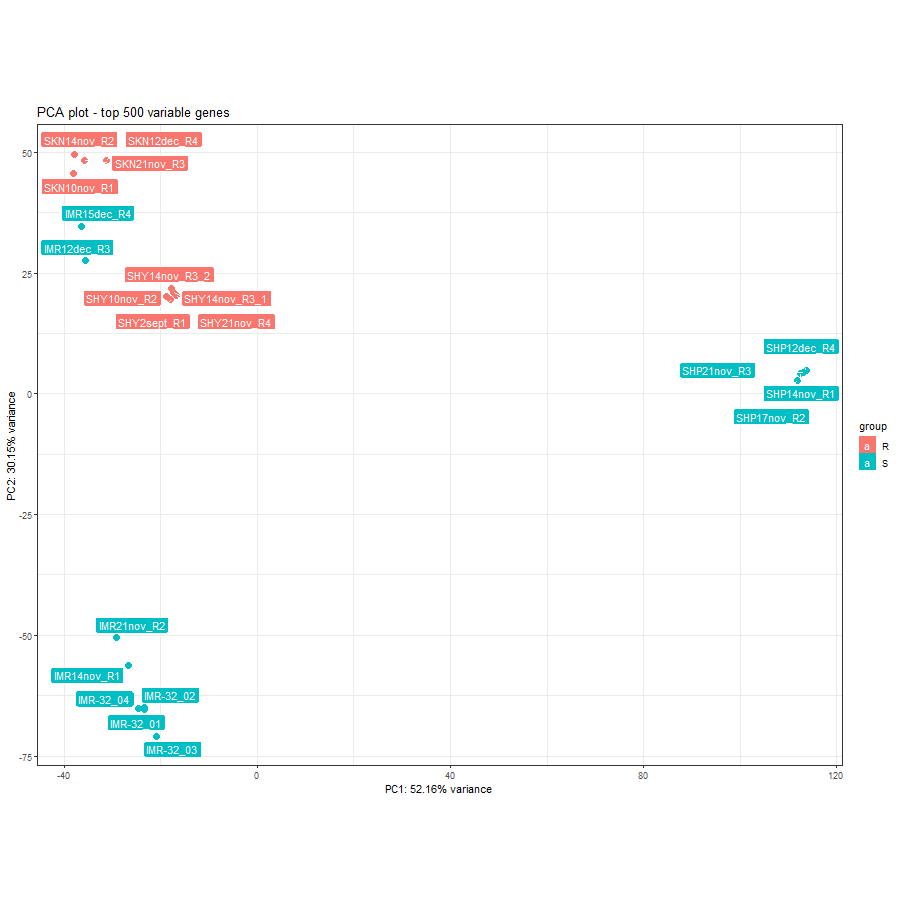 PCA plot - top 500 variable genes
SKN14nov_R2
SKN12dec_R4
SKN21nov_R3
SKN10nov_R1
IMR15dec_R4
IMR12dec_R3
SHY14nov_R3_2
SHY10nov_R2
SHY14nov_R3_1
SHY2sept_R1
SHY21nov_R4
SHP12dec_R4
SHP21nov_R3
SHP14nov_R1
SHP17nov_R2
IMR21nov_R2
IMR14nov_R1
IMR-32_04
IMR-32_02
IMR-32_01
IMR-32_03
50
25
0
-25
-50
-75
PC2: 30.15% variance
-40
0
40
80
120
PC1: 52.16% variance
group
a R
a S